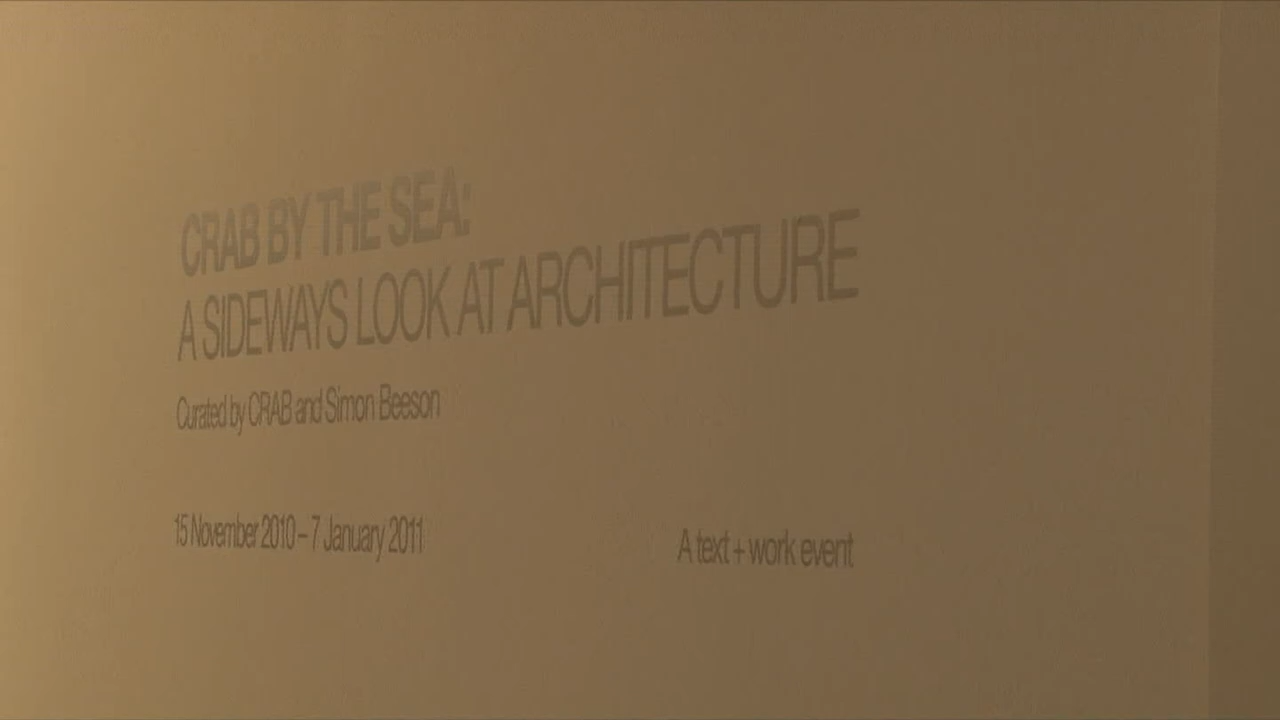 CRAB BY THE SEA:
A SIDEWAYS LOOK AT ARCHITECTURE
Curated by CRAB and Simon Beeson
15 November 2010 – 7 January 2011
A text + work event